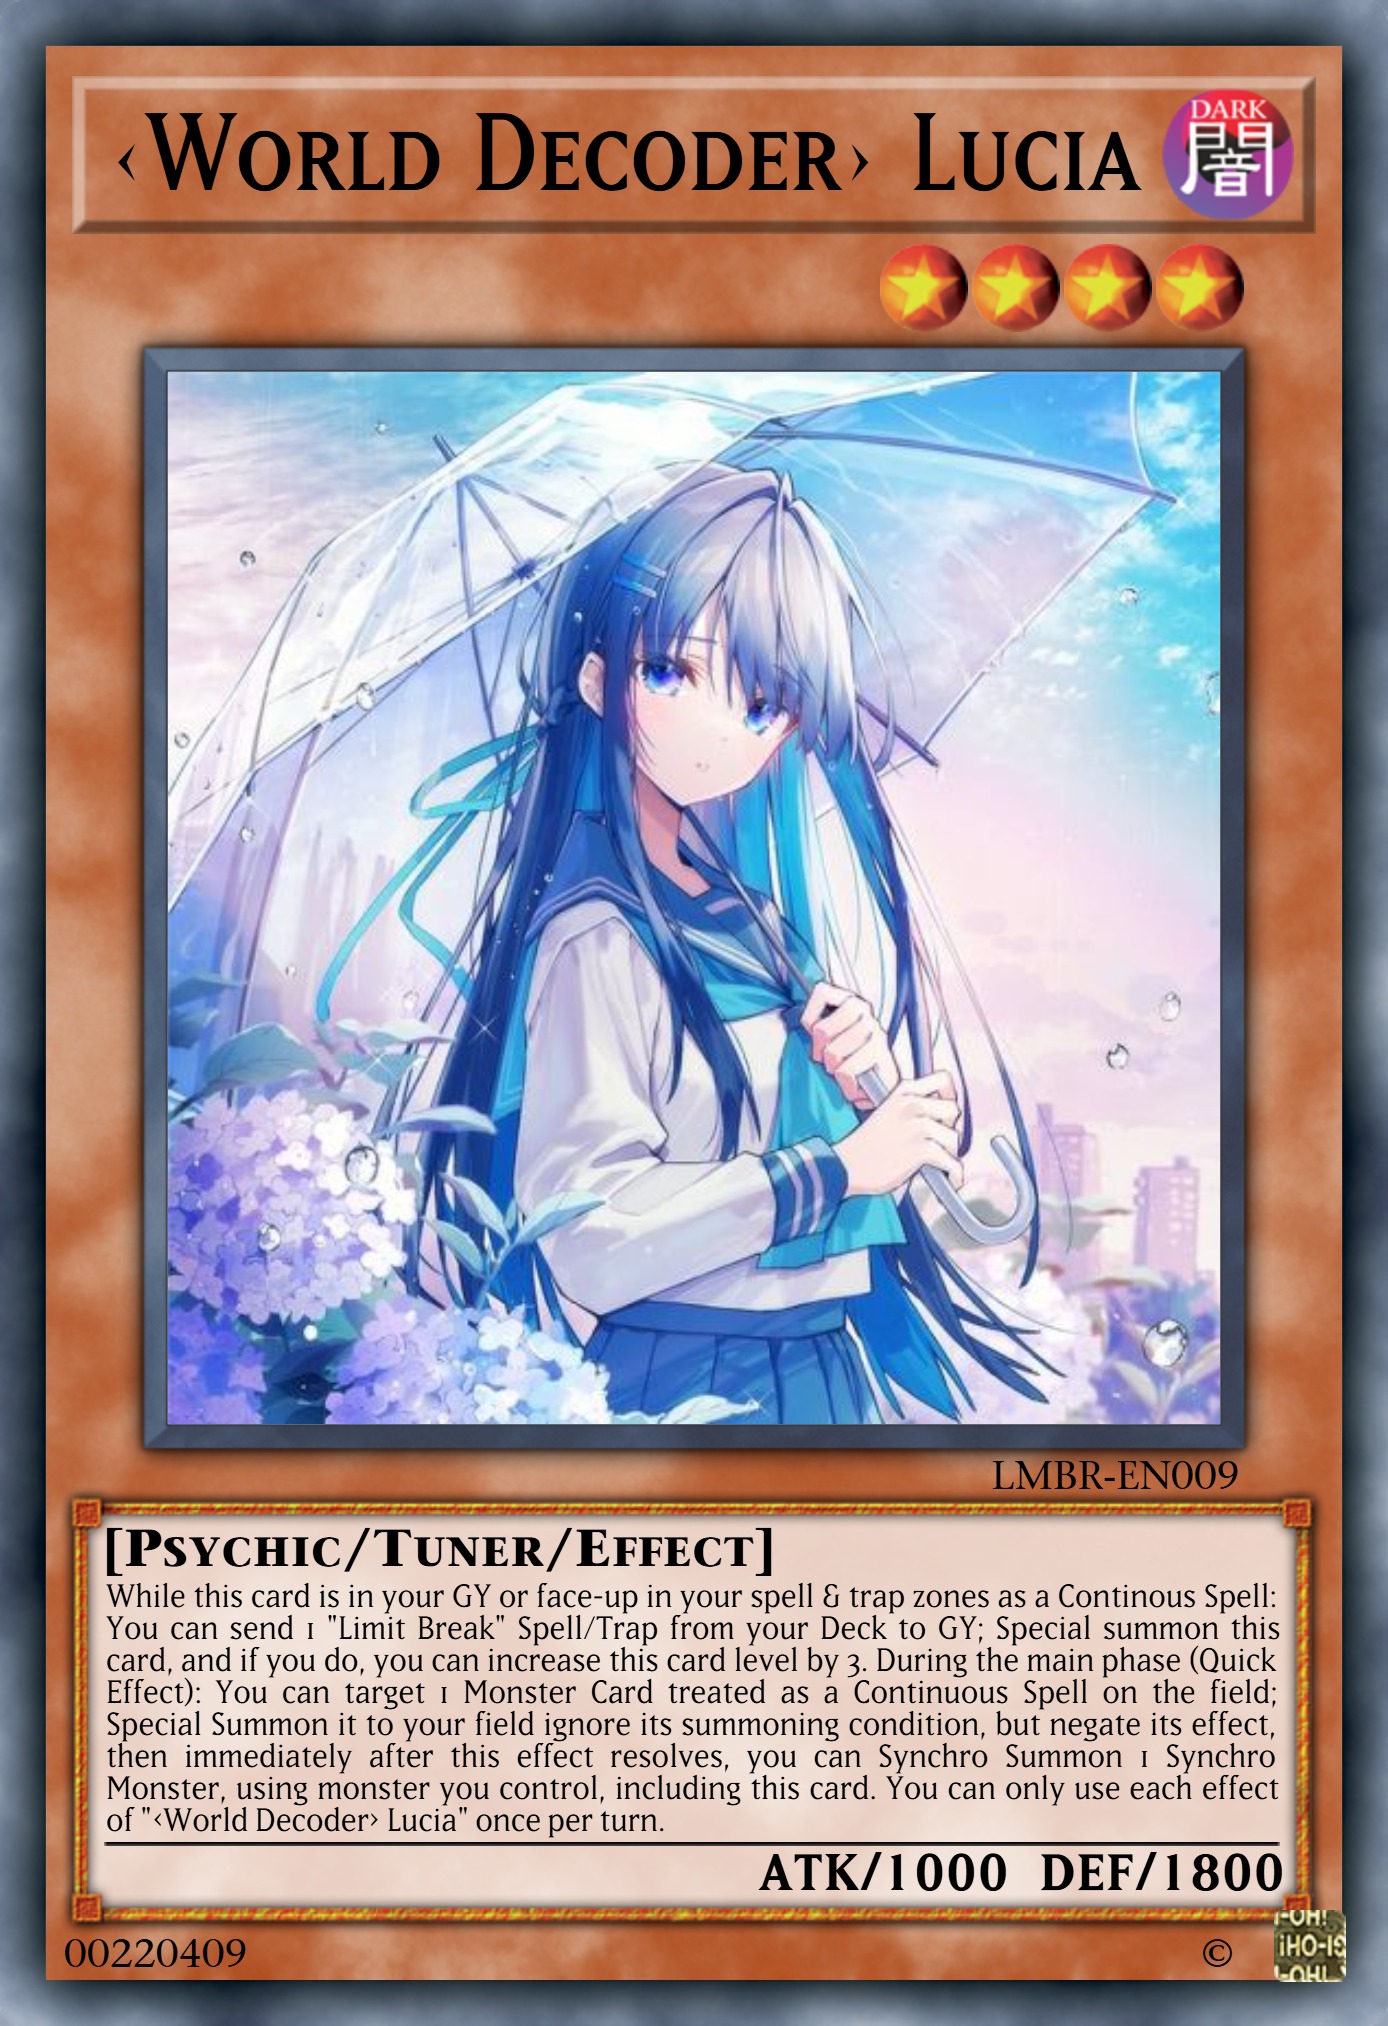 ‹World Decoder› Lucia
DARK
闇
LMBR-EN009
[Psychic/Tuner/Effect]
While this card is in your GY or face-up in your spell & trap zones as a Continous Spell:
You can send 1 "Limit Break" Spell/Trap from your Deck to GY; Special summon this
card, and if you do, you can increase this card level by 3. During the main phase (Quick
Effect): You can target 1 Monster Card treated as a Continuous Spell on the field;
Special Summon it to your field ignore its summoning condition, but negate its effect,
then immediately after this effect resolves, you can Synchro Summon 1 Synchro
Monster, using monster you control, including this card. You can only use each effect
of "‹World Decoder› Lucia" once per turn.
ATK/1000 DEF/1800
00220409
©